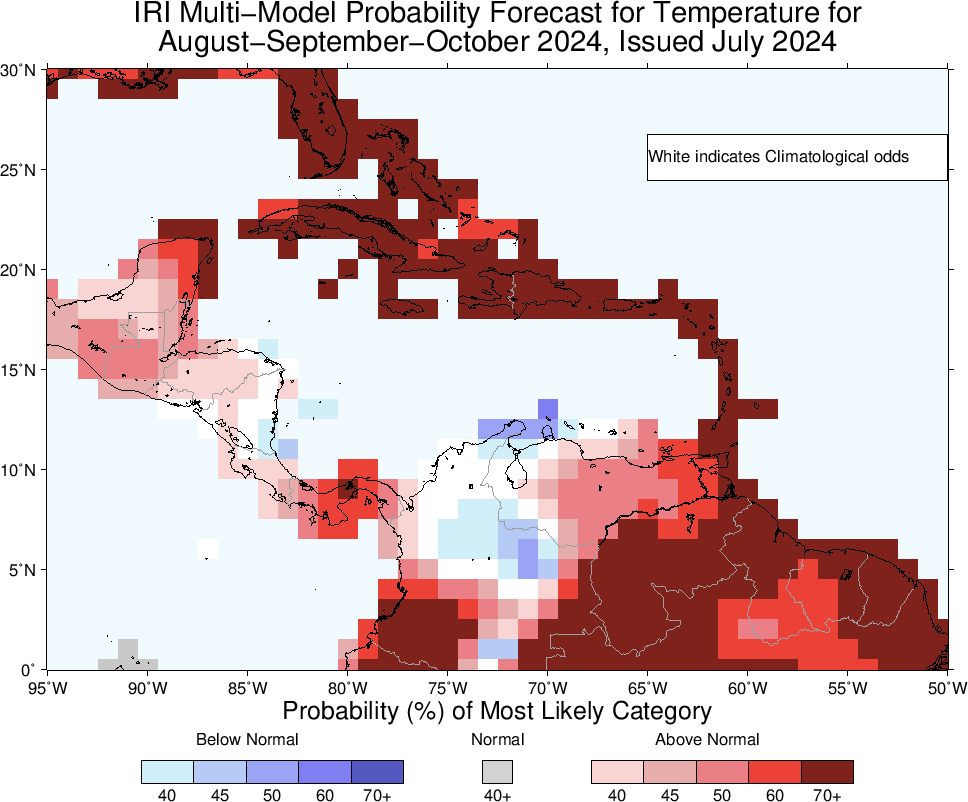 IRI Multi−Model Probability Forecast for Temperature for
August−September−October 2024, Issued July 2024
30˚N
White indicates Climatological odds
25˚N
20˚N
15˚N
10˚N
5˚N
0˚
95˚W 90˚W 85˚W 80˚W 75˚W 70˚W 65˚W 60˚W 55˚W 50˚W
Probability (%) of Most Likely Category
Below Normal Normal Above Normal
40 45 50 60 70+ 40+ 40 45 50 60 70+